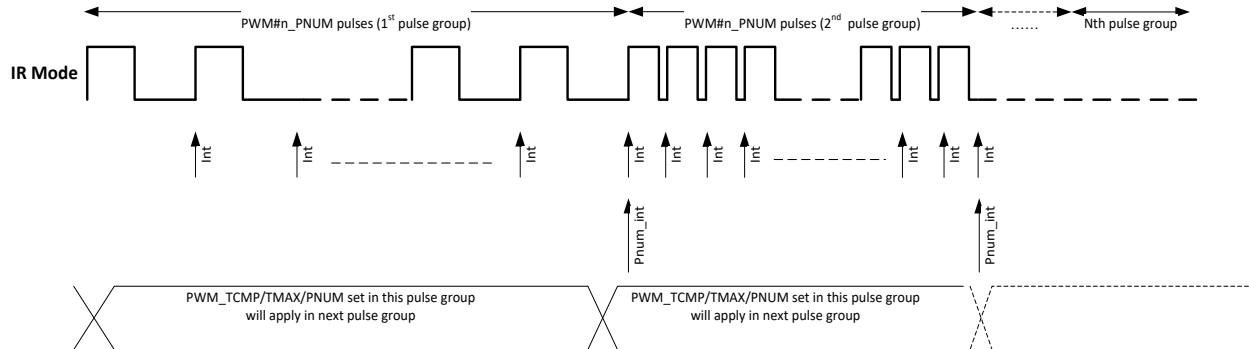 PWM#n_PNUM pulses (1st pulse group)
PWM#n_PNUM pulses (2nd pulse group)
......
Nth pulse group
IR Mode
Int
Int
Int
Int
Int
Int
Int
Int
Int
Int
Pnum_int
Pnum_int
PWM_TCMP/TMAX/PNUM set in this pulse group
will apply in next pulse group
PWM_TCMP/TMAX/PNUM set in this pulse group
will apply in next pulse group